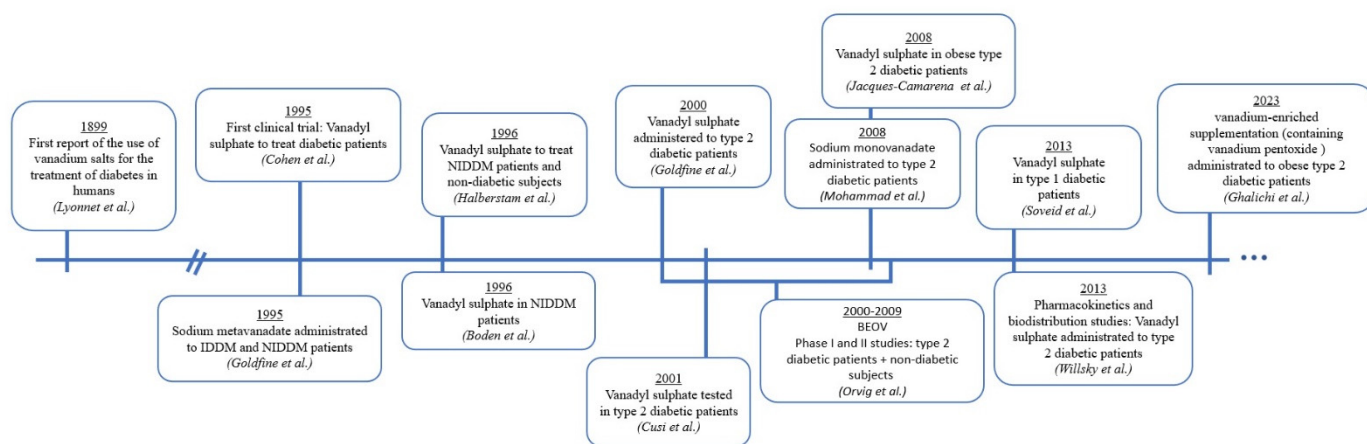 1899
First report of the use of
vanadium salts for the
treatment of diabetes in
humans
(Lyonnet et al.)
1995
First clinical trial: Vanadyl
sulphate to treat diabetic
patients
(Cohen et al.)
1995
Sodium metavanadate administrated
to IDDM and NIDDM patients
(Goldfine et al.)
1996
Vanadyl sulphate to treat
NIDDM patients and
non-diabetic subjects
(Halberstam et al.)
1996
Vanadyl sulphate in NIDDM
patients
(Boden et al.)
2000
Vanadyl sulphate
administered to type 2
diabetic patients
(Goldfine et al.)
2001
Vanadyl sulphate tested
in type 2 diabetic patients
(Cusi et al.)
2000-2009
BEOV
Phase I and II studies: type 2
diabetic patients + non-diabetic
subjects
(Orvig et al.)
2008
Vanadyl sulphate in obese type
2 diabetic patients
(Jacques-Camarena et al.)
2008
Sodium monovanadate
administrated to type 2
diabetic patients
(Mohammad et al.)
2013
Vanadyl sulphate
in type 1 diabetic
patients
(Soveid et al.)
2013
Pharmacokinetics and
biodistribution studies: Vanadyl
sulphate administrated to type
2 diabetic patients
(Willsky et al.)
2023
vanadium-enriched
supplementation (containing
vanadium pentoxide )
administrated to obese type 2
diabetic patients
(Ghalichi et al.)
...